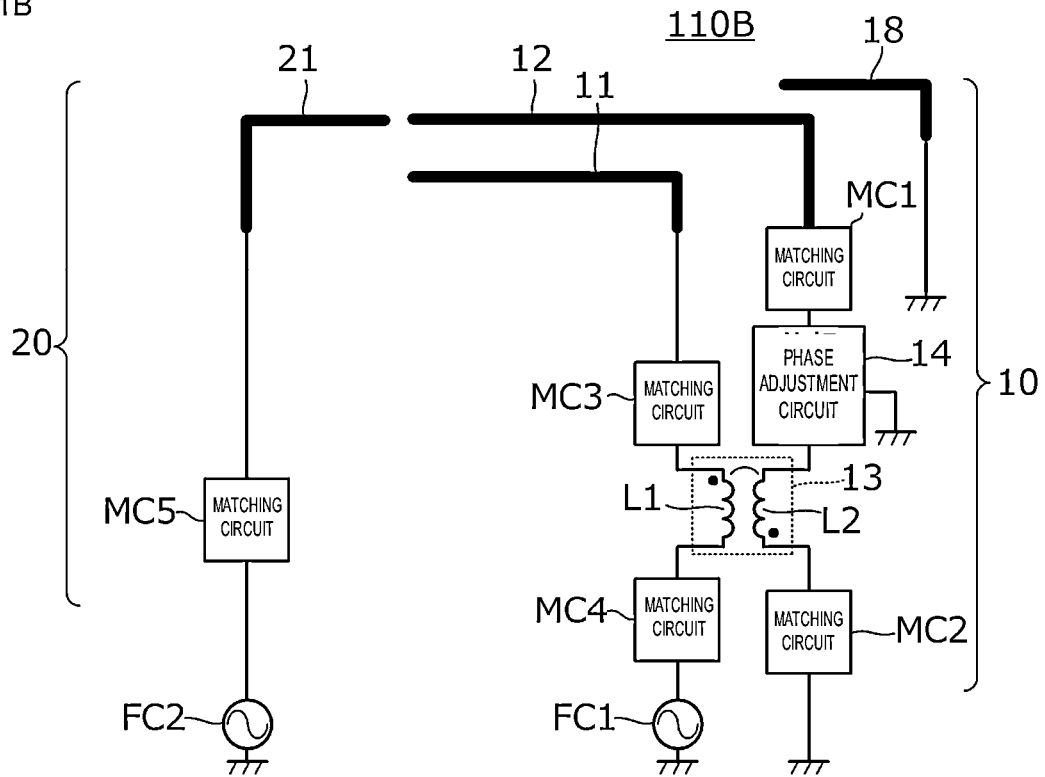 110B
18
21
12
11
MC1
MATCHING
CIRCUIT
20
14
PHASE
ADJUSTMENT
CIRCUIT
10
MC3
MATCHING
CIRCUIT
13
L1
L2
MC5
MATCHING
CIRCUIT
MC4
MATCHING
CIRCUIT
MATCHING
CIRCUIT
MC2
FC2
FC1